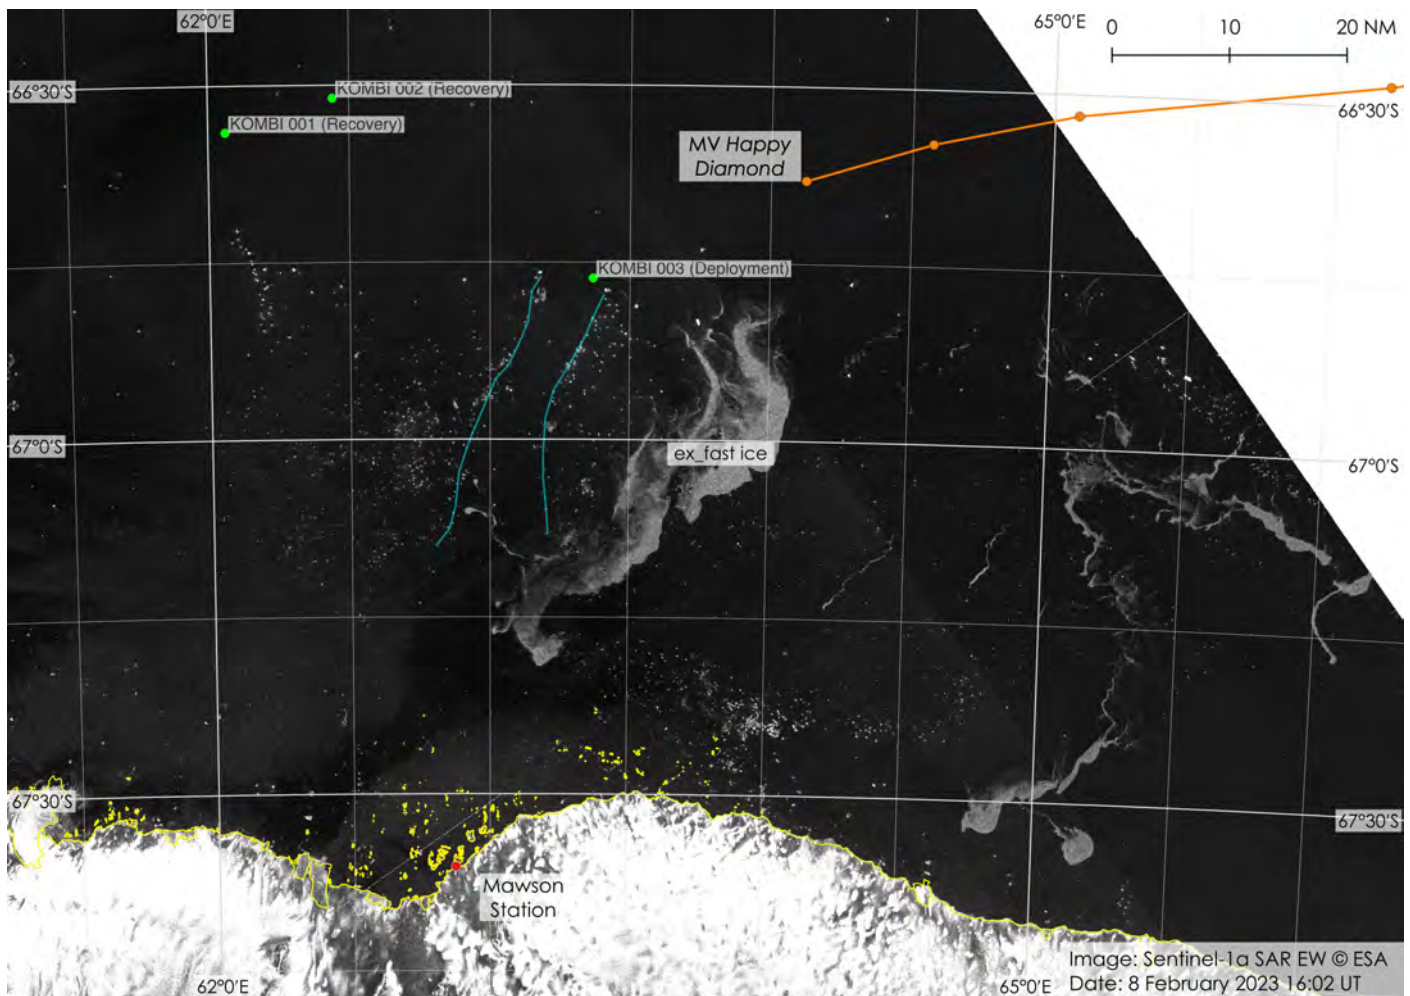 62°0'E
65°0'E
0 10 20 NM
66°30'S
KOMBI 002 (Recovery)
66°30'S
KOMBI 001 (Recovery)
MV Happy
Diamond
KOMBI 003 (Deployment)
67°0'S
ex_fast ice
67°0'S
67°30'S
67°30'S
Mawson
Station
62°0'E
65°0'E
Image: Sentinel-1a SAR EW © ESA
Date: 8 February 2023 16:02 UT